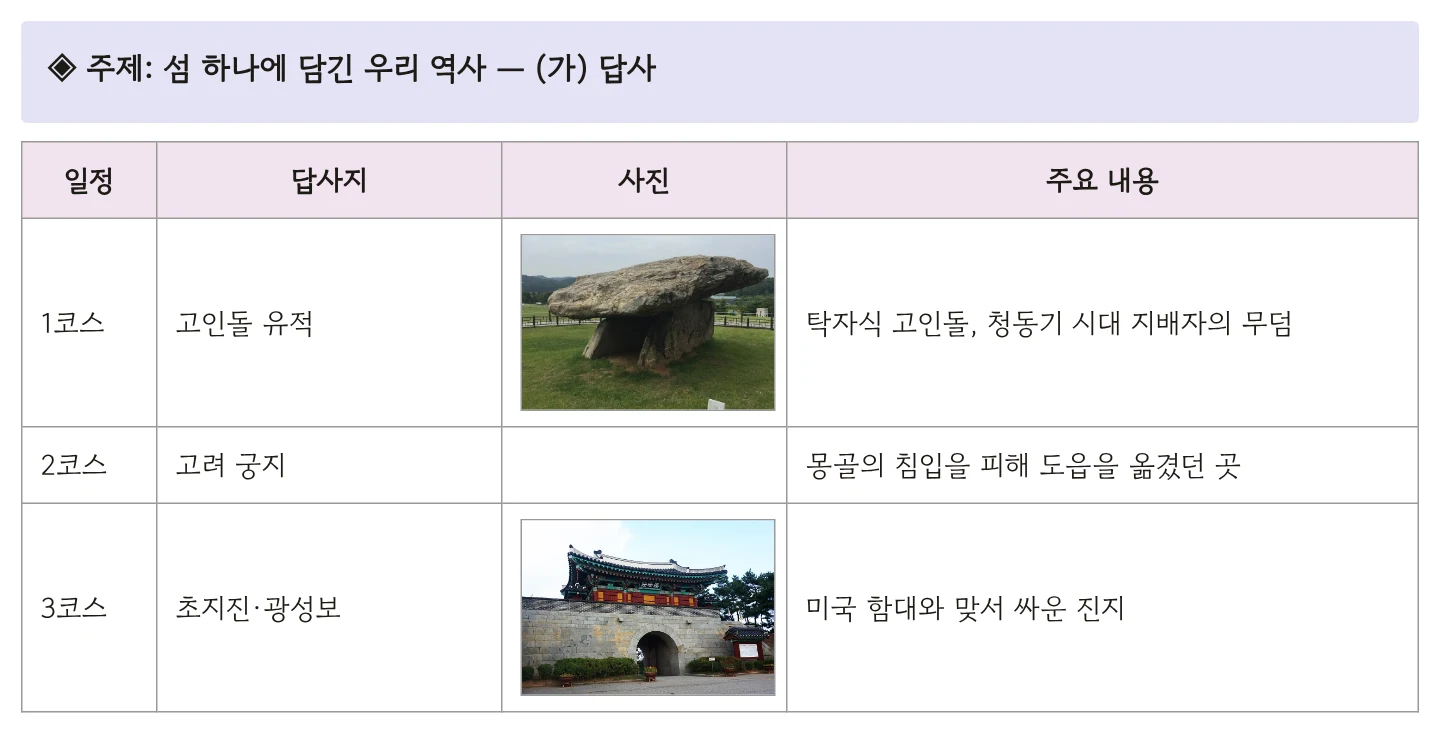 ◈ 주제: 섬 하나에 담긴 우리 역사 — (가) 답사
일정 답사지 사진 주요 내용
1코스 고인돌 유적 탁자식 고인돌, 청동기 시대 지배자의 무덤
2코스 고려 궁지 몽골의 침입을 피해 도읍을 옮겼던 곳
3코스 초지진·광성보 미국 함대와 맞서 싸운 진지